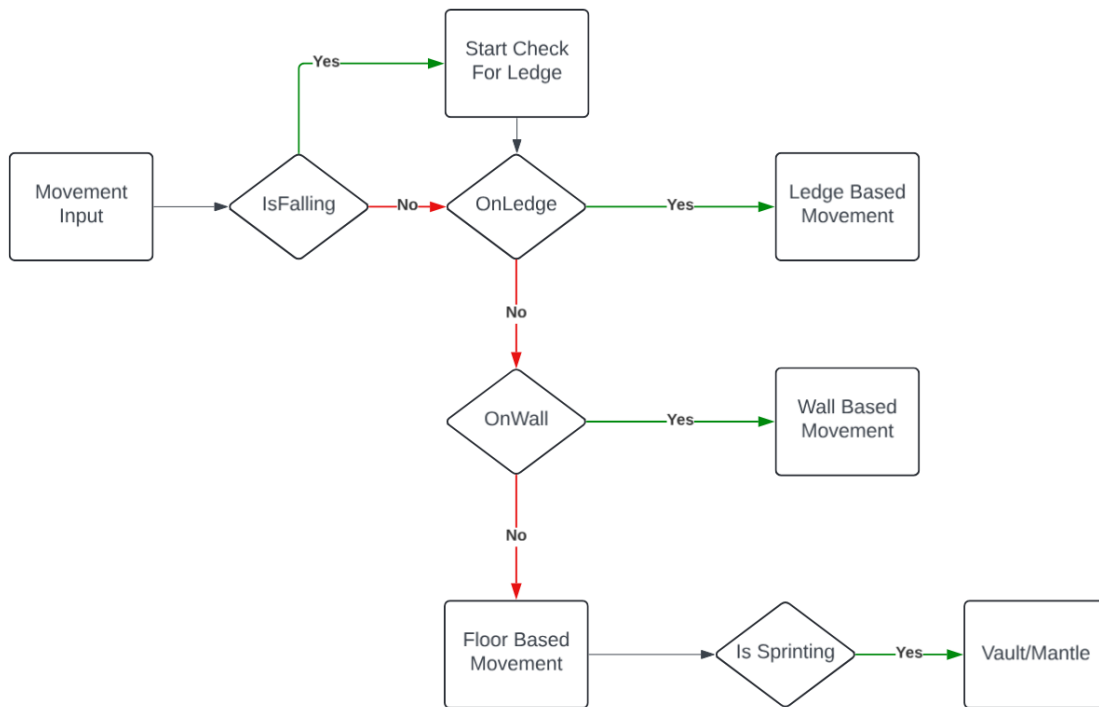 Start Check
For Ledge
Yes
Movement
Input
IsFalling
No
OnLedge
Yes
Ledge Based
Movement
No
OnWall
Yes
Wall Based
Movement
No
Floor Based
Movement
Is Sprinting
Yes
Vault/Mantle